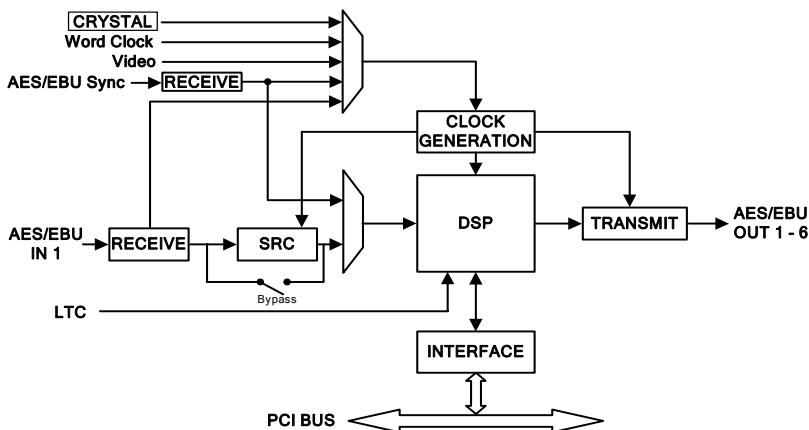 CRYSTAL
Word Clock
Video
AES/EBU Sync
RECEIVE
CLOCK
GENERATION
DSP
TRANSMIT
AES/EBU
OUT 1 - 6
AES/EBU
IN 1
RECEIVE
SRC
Bypass
LTC
INTERFACE
PCI BUS